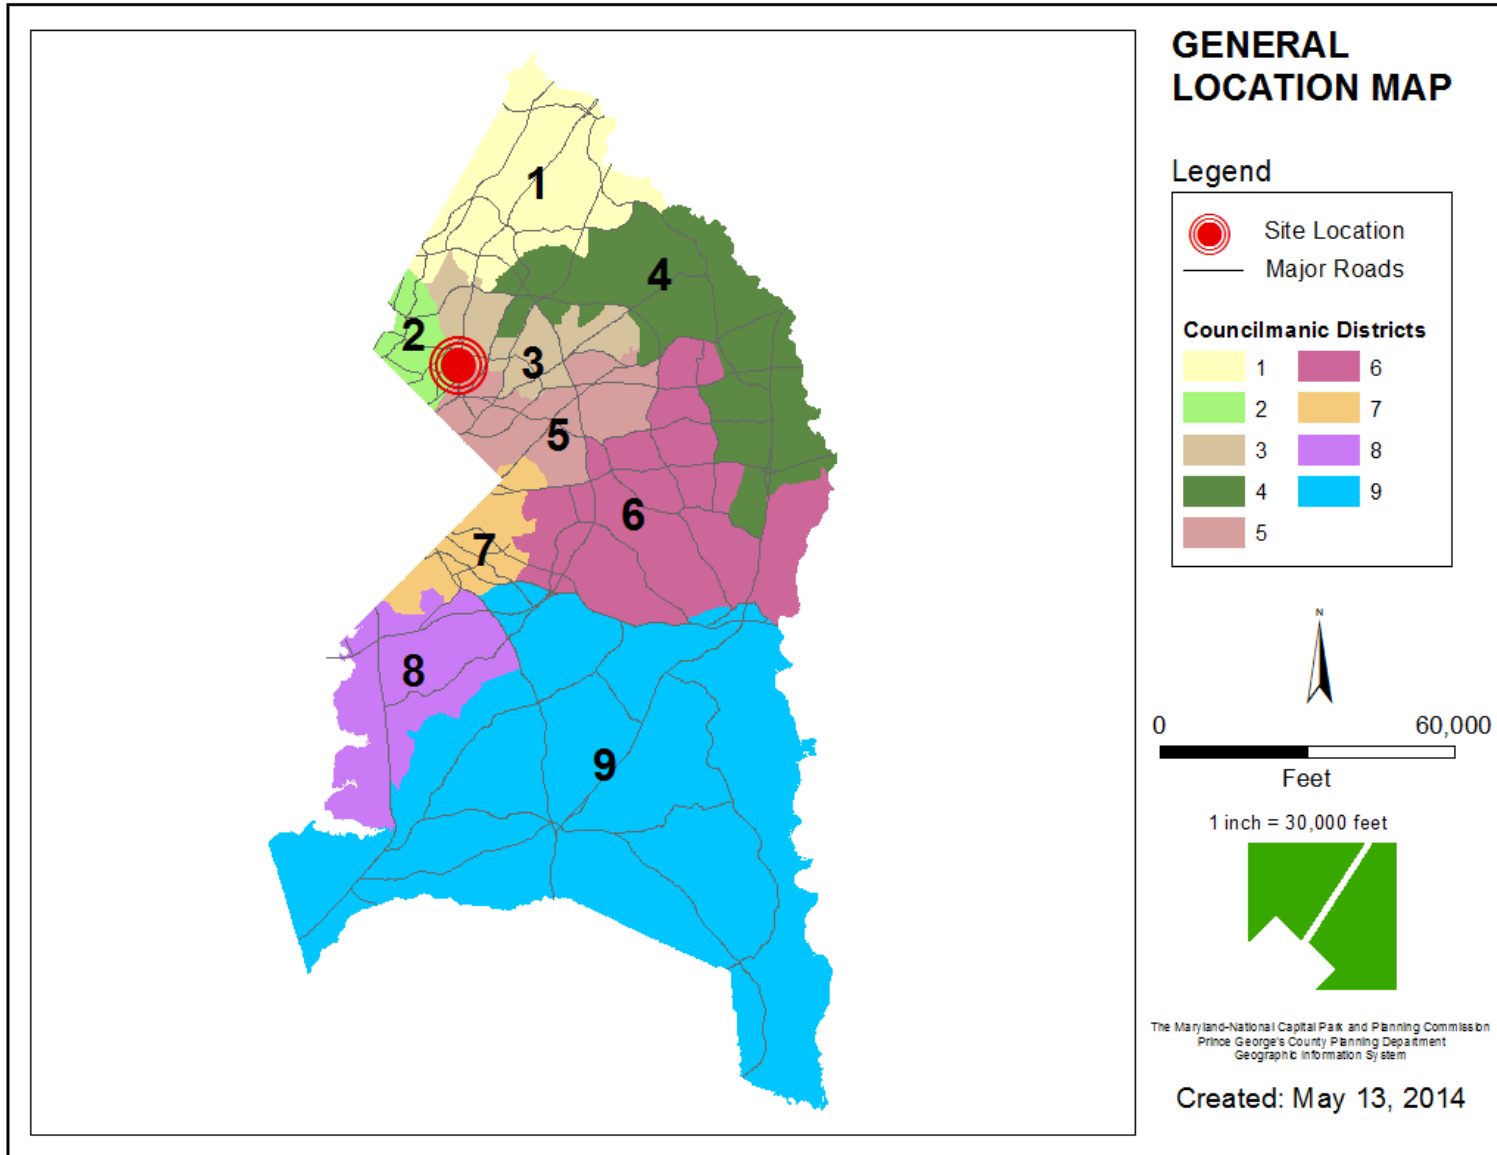 GENERAL
LOCATION MAP
Legend
Site Location
Major Roads
Councilmanic Districts
1 6
2 7
3 8
4 9
5
1
4
2
3
5
6
7
8
9
N
0 60,000
Feet
1 inch = 30,000 feet
The Maryland-National Capital Park and Planning Commission
Prince George's County Planning Department
Geographic Information System
Created: May 13, 2014